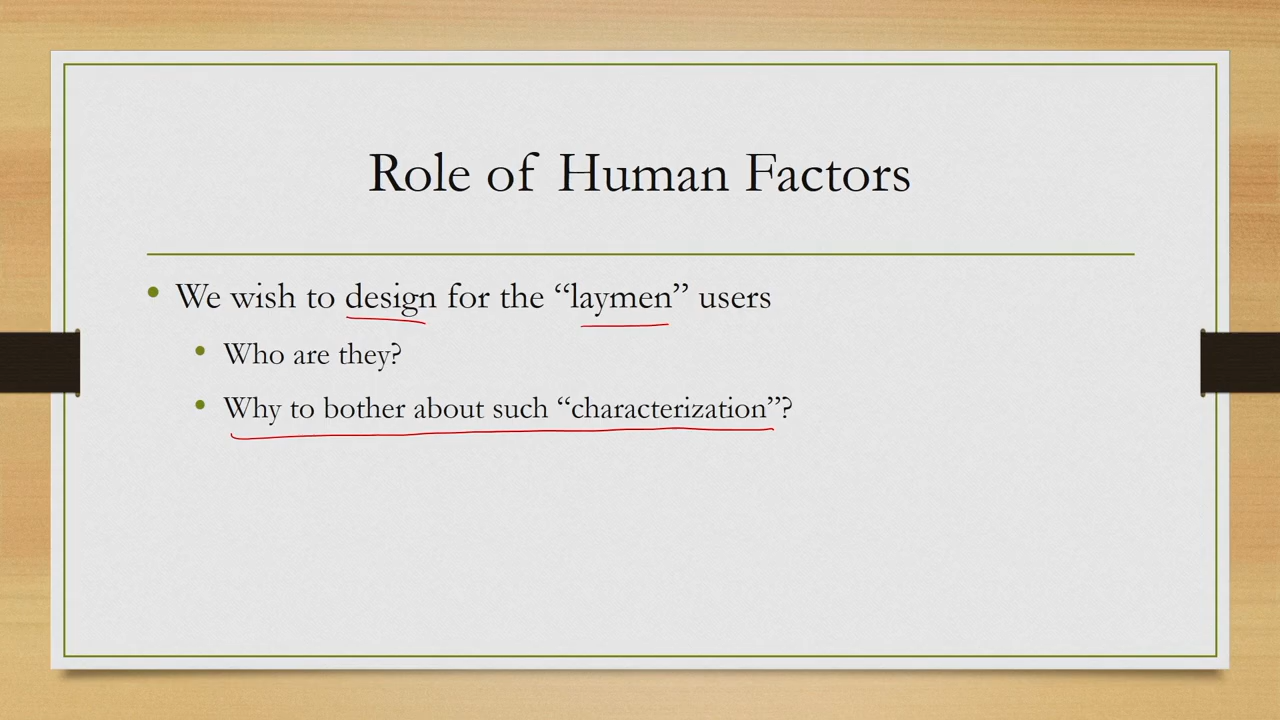 Role of Human Factors
We wish to design for the “laymen” users
Who are they?
Why to bother about such “characterization”?